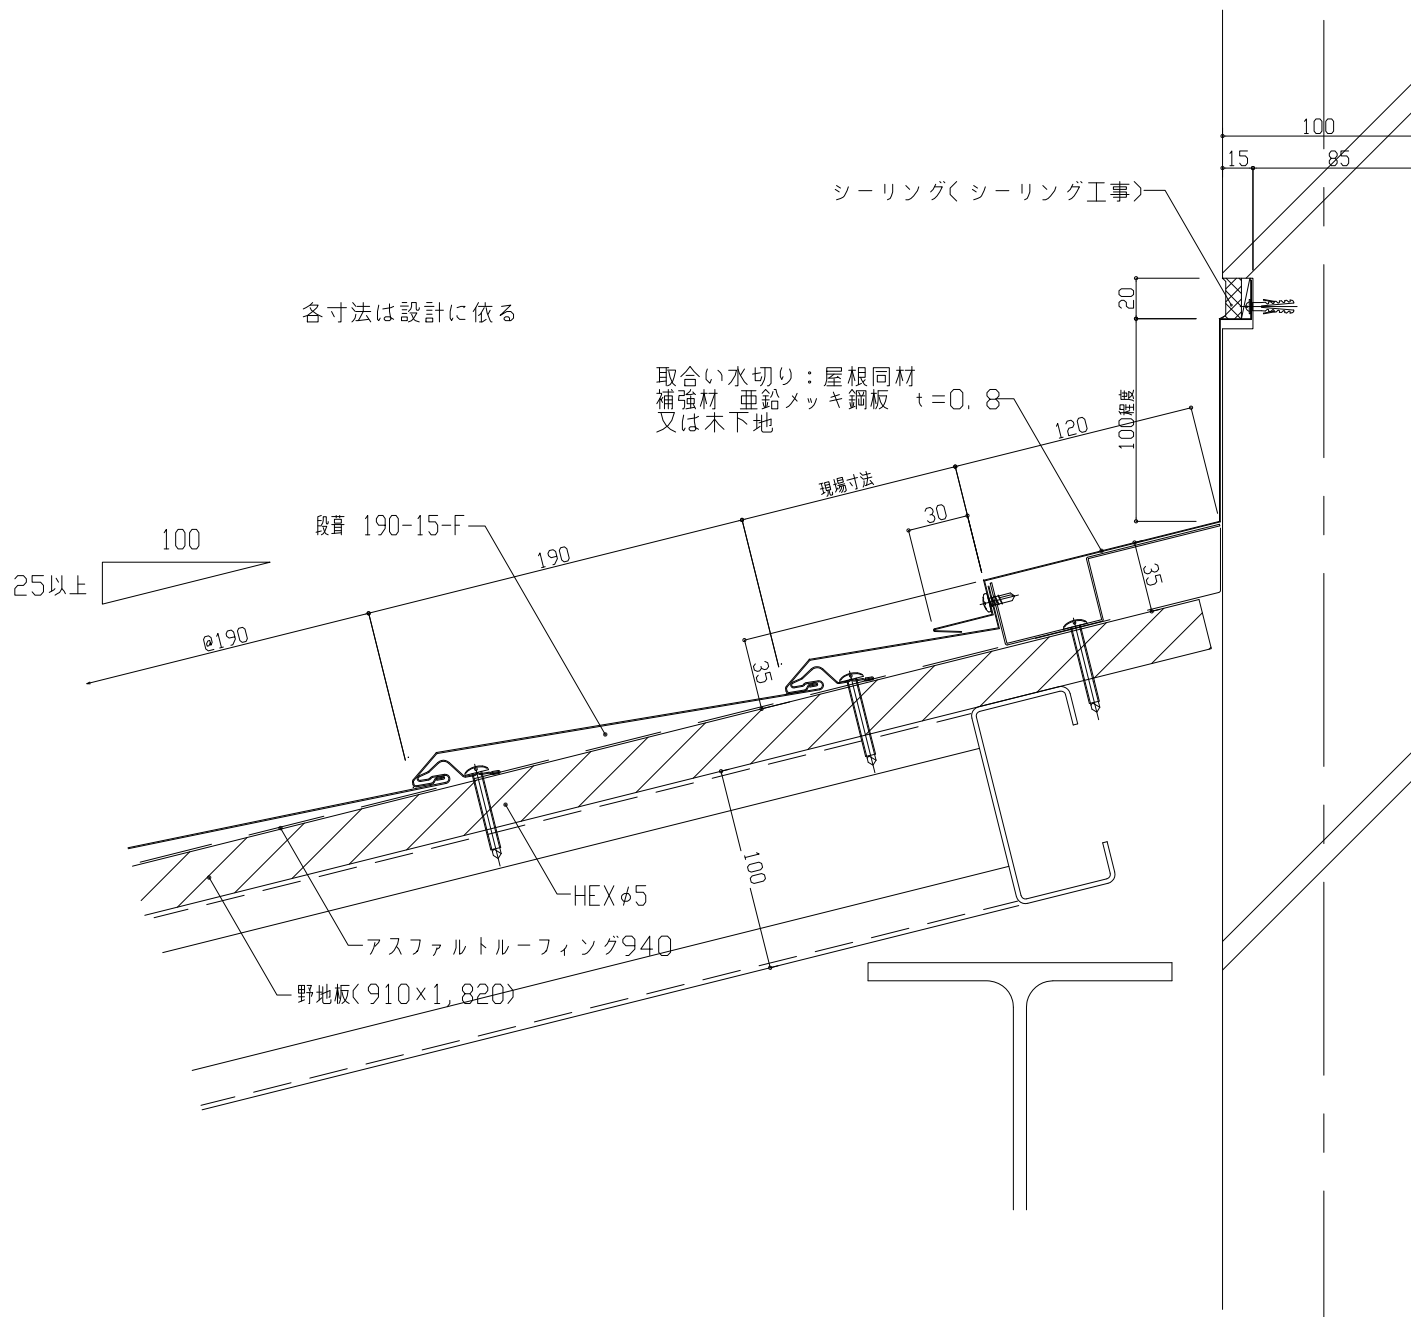 100
15
85
シーリング(シーリング工事)
20
各寸法は設計に依る
取合い水切り：屋根同材
補強材　亜鉛メッキ鋼板　t=0.8
又は木下地
100程度
120
現場寸法
30
段葺 190-15-F
190
100
25以上
35
@190
35
100
HEXφ5
アスファルトルーフィング940
野地板(910×1,820)